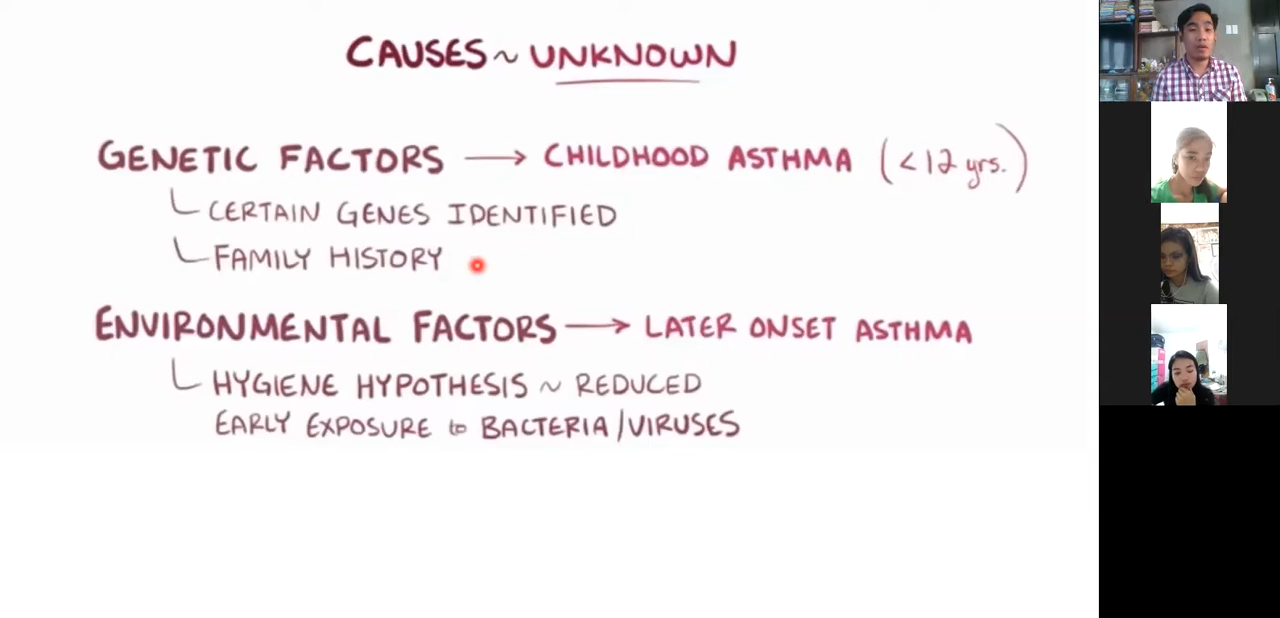 CAUSES ~ UNKNOWN
GENETIC FACTORS → CHILDHOOD ASTHMA (<12 yrs.)
CERTAIN GENES IDENTIFIED
FAMILY HISTORY
ENVIRONMENTAL FACTORS → LATER ONSET ASTHMA
HYGIENE HYPOTHESIS ~ REDUCED
EARLY EXPOSURE to BACTERIA/VIRUSES